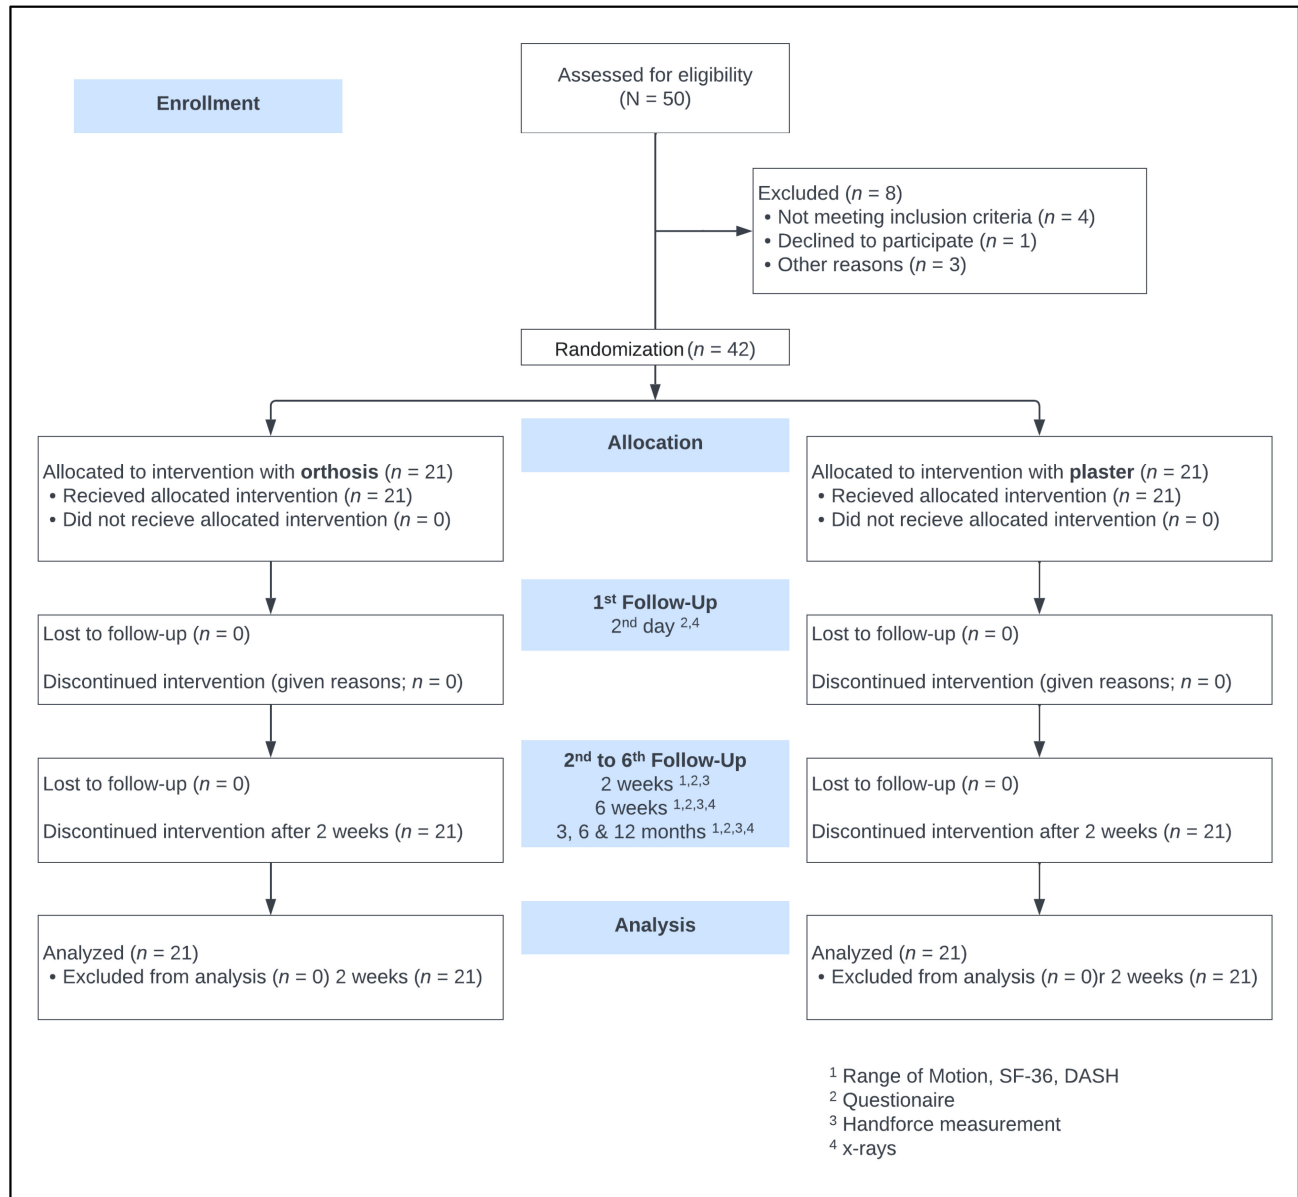 Assessed for eligibility
(N = 50)
Enrollment
Excluded (n = 8)
• Not meeting inclusion criteria (n = 4)
• Declined to participate (n = 1)
• Other reasons (n = 3)
Randomization (n = 42)
Allocation
Allocated to intervention with orthosis (n = 21)
• Recieved allocated intervention (n = 21)
• Did not recieve allocated intervention (n = 0)
Allocated to intervention with plaster (n = 21)
• Recieved allocated intervention (n = 21)
• Did not recieve allocated intervention (n = 0)
1st Follow-Up
2nd day 2,4
Lost to follow-up (n = 0)
Discontinued intervention (given reasons; n = 0)
Lost to follow-up (n = 0)
Discontinued intervention (given reasons; n = 0)
2nd to 6th Follow-Up
2 weeks 1,2,3
6 weeks 1,2,3,4
3, 6 & 12 months 1,2,3,4
Lost to follow-up (n = 0)
Discontinued intervention after 2 weeks (n = 21)
Lost to follow-up (n = 0)
Discontinued intervention after 2 weeks (n = 21)
Analysis
Analyzed (n = 21)
• Excluded from analysis (n = 0) 2 weeks (n = 21)
Analyzed (n = 21)
• Excluded from analysis (n = 0)r 2 weeks (n = 21)
1 Range of Motion, SF-36, DASH
2 Questionaire
3 Handforce measurement
4 x-rays